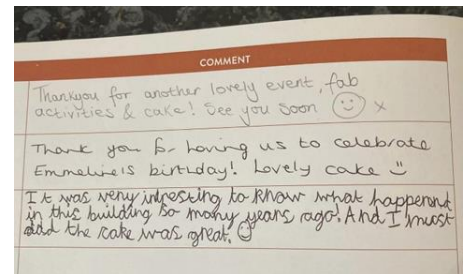 COMMENT
Thankyou for another lovely event, fab
activities & cake! See you soon ☺ x
Thank you for having us to celebrate
Emmeline's birthday! Lovely cake ☺
It was very intresting to know what happend
in this building so many years ago! And I must
add the cake was great. ☺